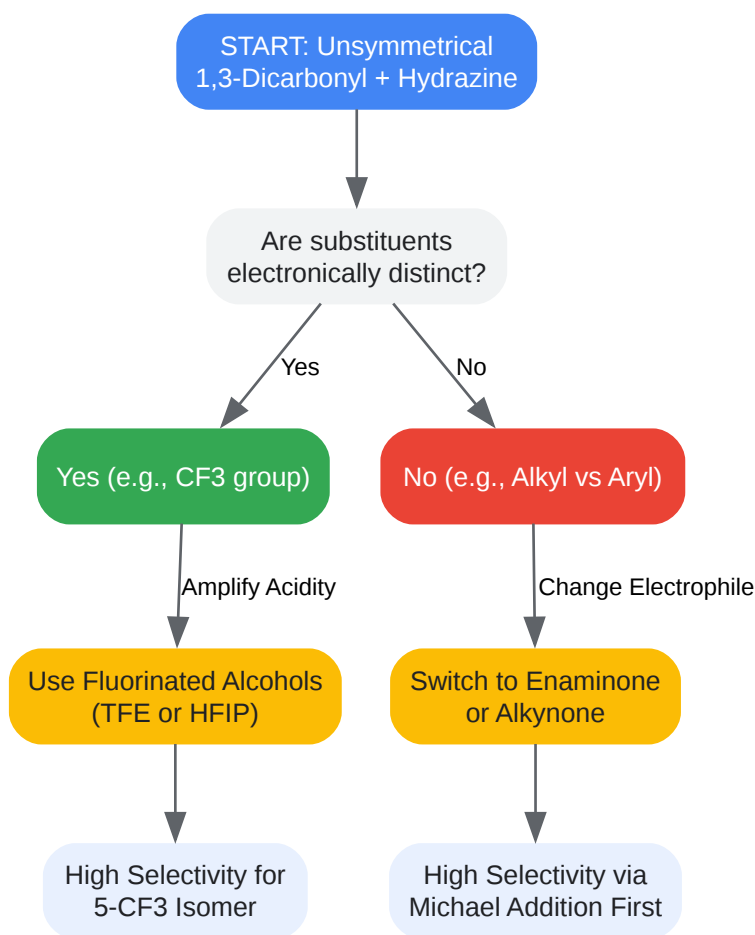 START: Unsymmetrical
1,3-Dicarbonyl + Hydrazine
Are substituents
electronically distinct?
Yes
No
Yes (e.g., CF3 group)
No (e.g., Alkyl vs Aryl)
Amplify Acidity
Change Electrophile
Use Fluorinated Alcohols
(TFE or HFIP)
Switch to Enaminone
or Alkynone
High Selectivity for
5-CF3 Isomer
High Selectivity via
Michael Addition First